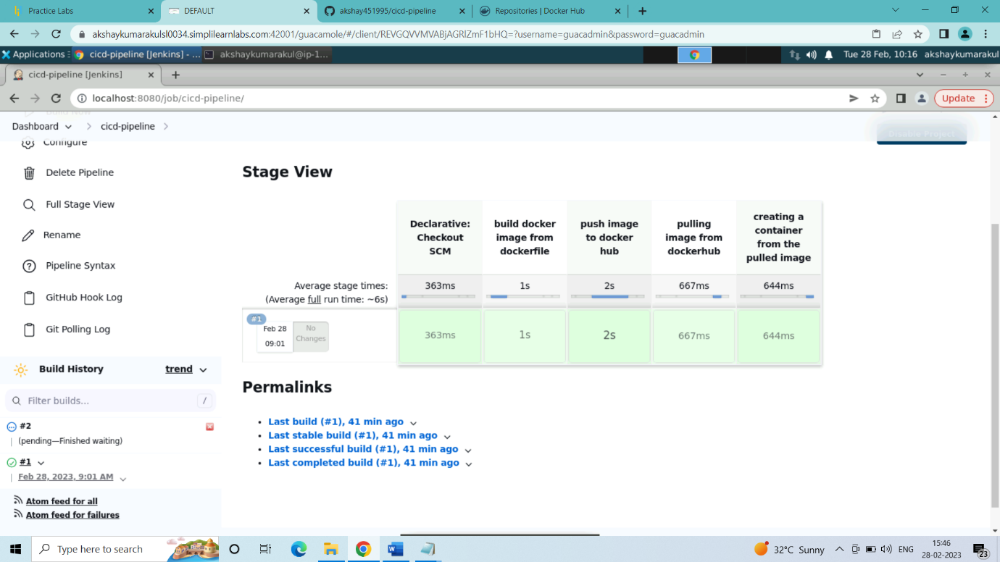 Practice Labs
DEFAULT
akshay451995/cicd-pipeline
Repositories | Docker Hub
akshaykumarakulsl0034.simplilearnlabs.com:42001/guacamole/#/client/REVGQVVMVABjAGRlZmF1bHQ=?username=guacadmin&password=guacadmin
Applications
cicd-pipeline [Jenkins] - ...
akshaykumarakul@ip-1...
Tue 28 Feb, 10:16 akshaykumarakul
cicd-pipeline [Jenkins]
localhost:8080/job/cicd-pipeline/
Update
Build Now
Dashboard
cicd-pipeline
Disable Project
Configure
Delete Pipeline
Full Stage View
Rename
Pipeline Syntax
GitHub Hook Log
Git Polling Log
Build History
trend
Filter builds...
/
#2
(pending—Finished waiting)
#1
Feb 28, 2023, 9:01 AM
Atom feed for all
Atom feed for failures
Stage View
Declarative:
Checkout
SCM
build docker
image from
dockerfile
push image
to docker
hub
pulling
image from
dockerhub
creating a
container
from the
pulled image
Average stage times:
(Average full run time: ~6s)
363ms
1s
2s
667ms
644ms
#1
Feb 28
09:01
No
Changes
363ms
1s
2s
667ms
644ms
Permalinks
• Last build (#1), 41 min ago
• Last stable build (#1), 41 min ago
• Last successful build (#1), 41 min ago
• Last completed build (#1), 41 min ago
Type here to search
32°C Sunny
ENG
15:46
28-02-2023
23